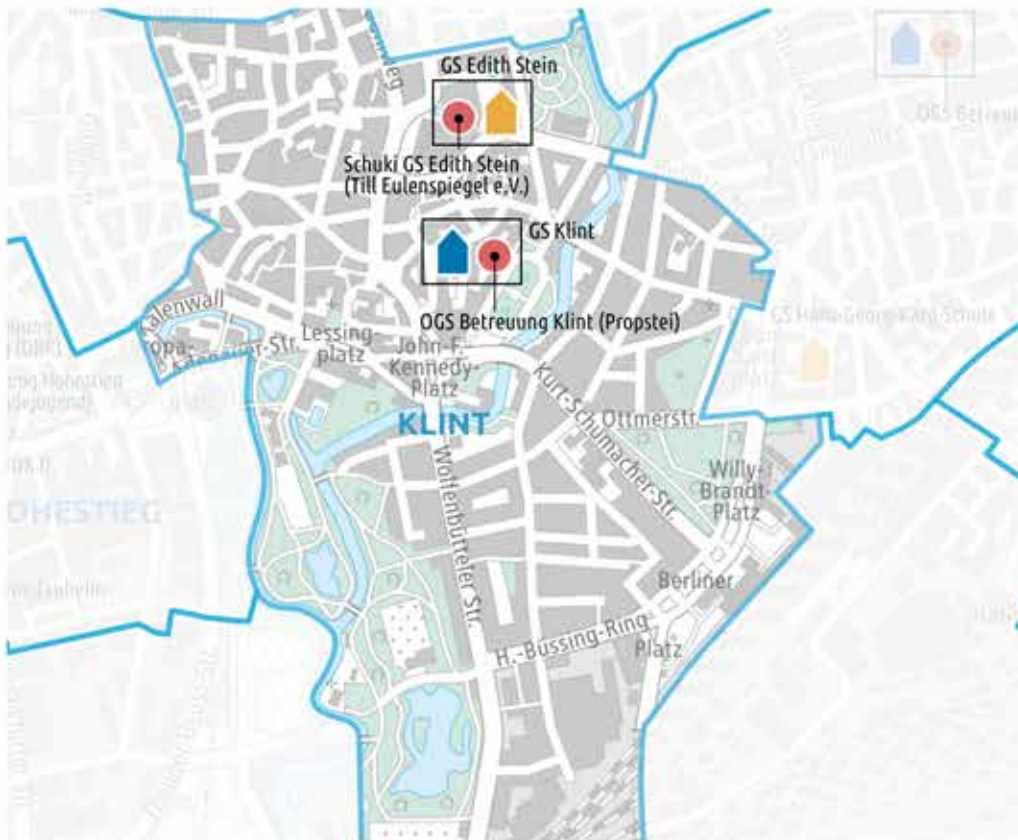 GS Edith Stein
Schuki GS Edith Stein
(Till Eulenspiegel e.V.)
GS Klint
OGS Betreuung Klint (Propstei)
Kalenwall
Lessing-
platz
John-F.-
Kennedy-
Platz
KLINT
Kurt-Schumacher-Str.
Ottmerstr.
Willy-
Brandt-
Platz
Wolfenbütteler Str.
Berliner
Platz
H.-Büssing-Ring
GS Hans-Georg-Karg-Schule
OHESTIEG
OGS Betreu